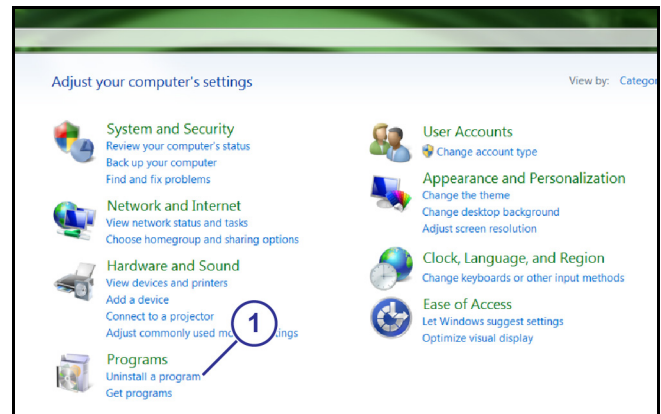 Adjust your computer's settings
View by: Categor
System and Security
Review your computer's status
Back up your computer
Find and fix problems
Network and Internet
View network status and tasks
Choose homegroup and sharing options
Hardware and Sound
View devices and printers
Add a device
Connect to a projector
Adjust commonly used
1
Programs
Uninstall a program
Get programs
User Accounts
Change account type
Appearance and Personalization
Change the theme
Change desktop background
Adjust screen resolution
Clock, Language, and Region
Change keyboards or other input methods
Ease of Access
Let Windows suggest settings
Optimize visual display